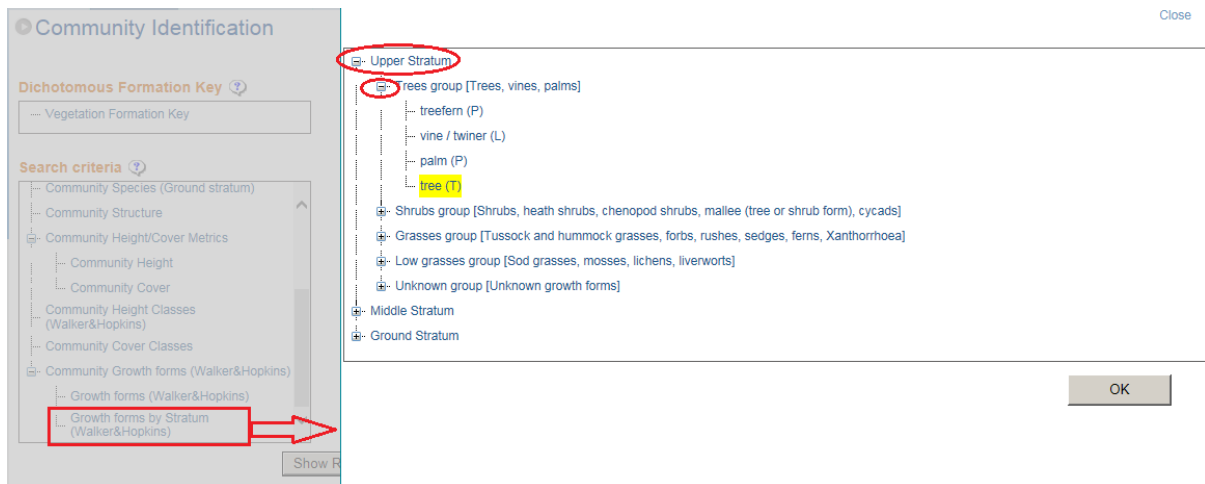 Community Identification
Dichotomous Formation Key ?
Vegetation Formation Key
Search criteria ?
Community Species (Ground stratum)
Community Structure
Community Height/Cover Metrics
Community Height
Community Cover
Community Height Classes
(Walker&Hopkins)
Community Cover Classes
Community Growth forms (Walker&Hopkins)
Growth forms (Walker&Hopkins)
Growth forms by Stratum
(Walker&Hopkins)
Show R
Close
Upper Stratum
Trees group [Trees, vines, palms]
treefern (P)
vine / twiner (L)
palm (P)
tree (T)
Shrubs group [Shrubs, heath shrubs, chenopod shrubs, mallee (tree or shrub form), cycads]
Grasses group [Tussock and hummock grasses, forbs, rushes, sedges, ferns, Xanthorrhoea]
Low grasses group [Sod grasses, mosses, lichens, liverworts]
Unknown group [Unknown growth forms]
Middle Stratum
Ground Stratum
OK